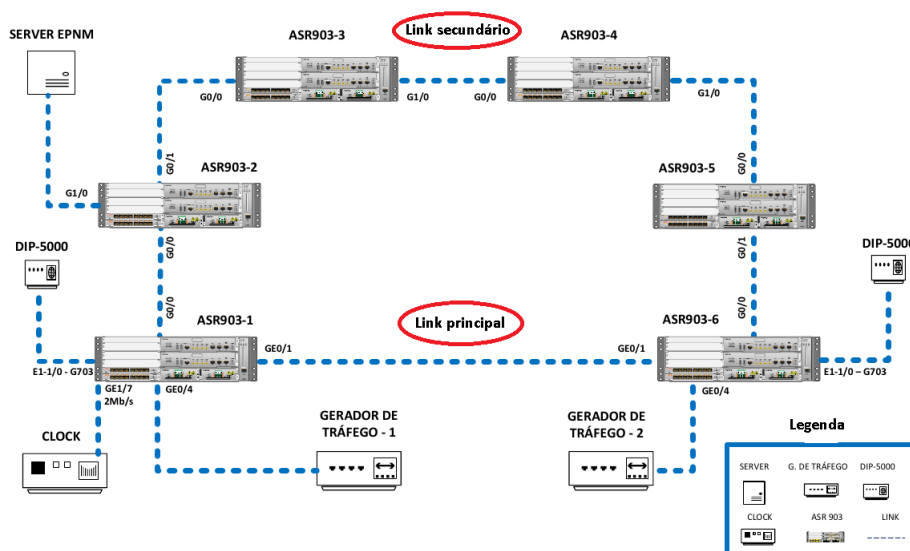 SERVER EPNM
ASR903-3
Link secundário
ASR903-4
G0/0
G1/0
G0/0
G1/0
G0/1
G0/0
ASR903-2
ASR903-5
G1/0
G0/0
G0/1
DIP-5000
DIP-5000
G0/0
G0/0
ASR903-1
Link principal
ASR903-6
GE0/1
GE0/1
E1-1/0 - G703
E1-1/0 – G703
GE1/7
2Mb/s
GE0/4
GE0/4
CLOCK
GERADOR DE
TRÁFEGO - 1
GERADOR DE
TRÁFEGO - 2
Legenda
SERVER
G. DE TRÁFEGO
DIP-5000
CLOCK
ASR 903
LINK